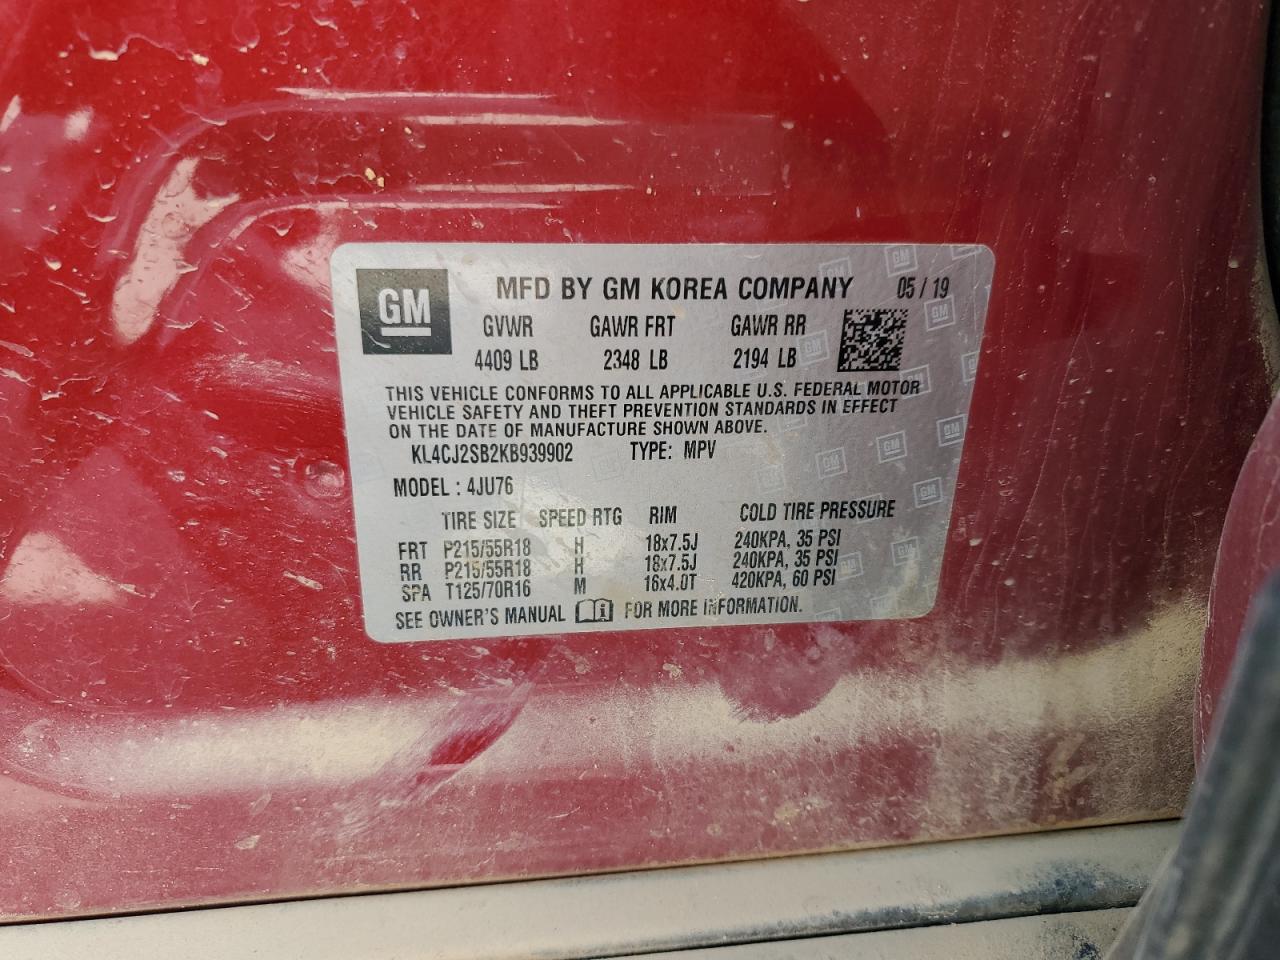 GM MFD BY GM KOREA COMPANY 05 / 19
GVWR GAWR FRT GAWR RR
4409 LB 2348 LB 2194 LB
THIS VEHICLE CONFORMS TO ALL APPLICABLE U.S. FEDERAL MOTOR
VEHICLE SAFETY AND THEFT PREVENTION STANDARDS IN EFFECT
ON THE DATE OF MANUFACTURE SHOWN ABOVE.
KL4CJ2SB2KB939902 TYPE: MPV
MODEL : 4JU76
TIRE SIZE SPEED RTG RIM COLD TIRE PRESSURE
FRT P215/55R18 H 18x7.5J 240KPA, 35 PSI
RR P215/55R18 H 18x7.5J 240KPA, 35 PSI
SPA T125/70R16 M 16x4.0T 420KPA, 60 PSI
SEE OWNER'S MANUAL FOR MORE INFORMATION.